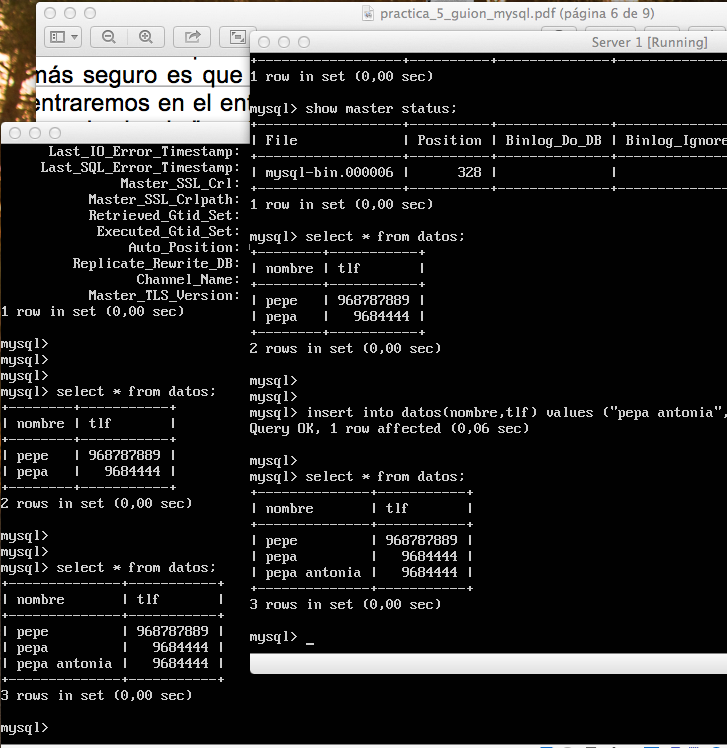 practica_5_guion_mysql.pdf (página 6 de 9)
más seguro es que
entraremos en el ent
Server 1 [Running]
1 row in set (0,00 sec)
mysql> show master status;
+------------------+----------+--------------+------------------
| File             | Position | Binlog_Do_DB | Binlog_Ignore
+------------------+----------+--------------+------------------
| mysql-bin.000006 |      328 |              |
+------------------+----------+--------------+------------------
1 row in set (0,00 sec)
mysql> select * from datos;
+--------+-----------+
| nombre | tlf       |
+--------+-----------+
| pepe   | 968787889 |
| pepa   |   9684444 |
+--------+-----------+
2 rows in set (0,00 sec)
mysql>
mysql>
mysql> insert into datos(nombre,tlf) values ("pepa antonia",
Query OK, 1 row affected (0,06 sec)
mysql>
mysql> select * from datos;
+--------------+-----------+
| nombre       | tlf       |
+--------------+-----------+
| pepe         | 968787889 |
| pepa         |   9684444 |
| pepa antonia |   9684444 |
+--------------+-----------+
3 rows in set (0,00 sec)
mysql> _
Last_IO_Error_Timestamp:
Last_SQL_Error_Timestamp:
Master_SSL_Crl:
Master_SSL_Crlpath:
Retrieved_Gtid_Set:
Executed_Gtid_Set:
Auto_Position:
Replicate_Rewrite_DB:
Channel_Name:
Master_TLS_Version:
1 row in set (0,00 sec)
mysql>
mysql>
mysql>
mysql> select * from datos;
+--------+-----------+
| nombre | tlf       |
+--------+-----------+
| pepe   | 968787889 |
| pepa   |   9684444 |
+--------+-----------+
2 rows in set (0,00 sec)
mysql>
mysql>
mysql> select * from datos;
+--------------+-----------+
| nombre       | tlf       |
+--------------+-----------+
| pepe         | 968787889 |
| pepa         |   9684444 |
| pepa antonia |   9684444 |
+--------------+-----------+
3 rows in set (0,00 sec)
mysql>